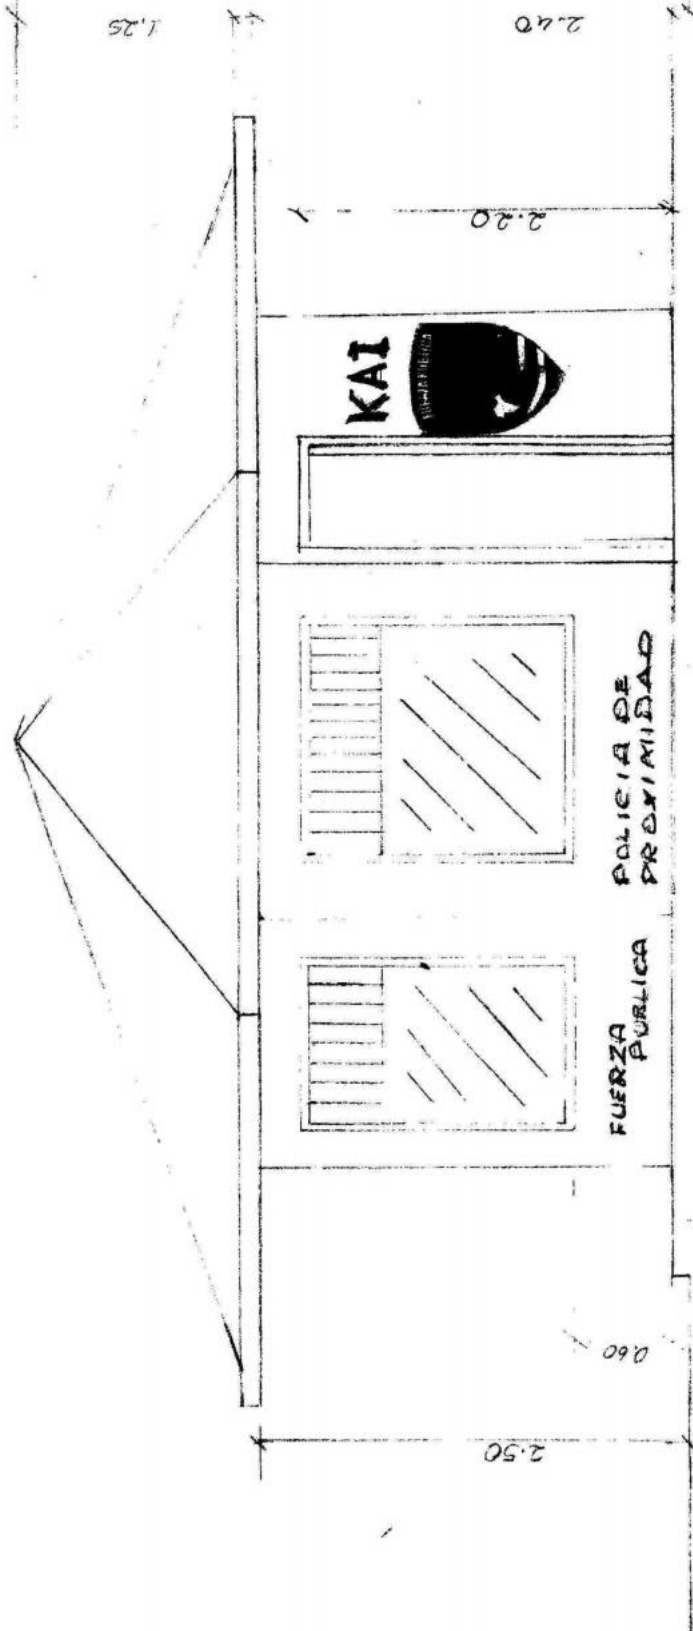 1.25
2.40
2.20
KAI
POLICIA DE
PROXIMIDAD
FUERZA
PUBLICA
0.60
2.50